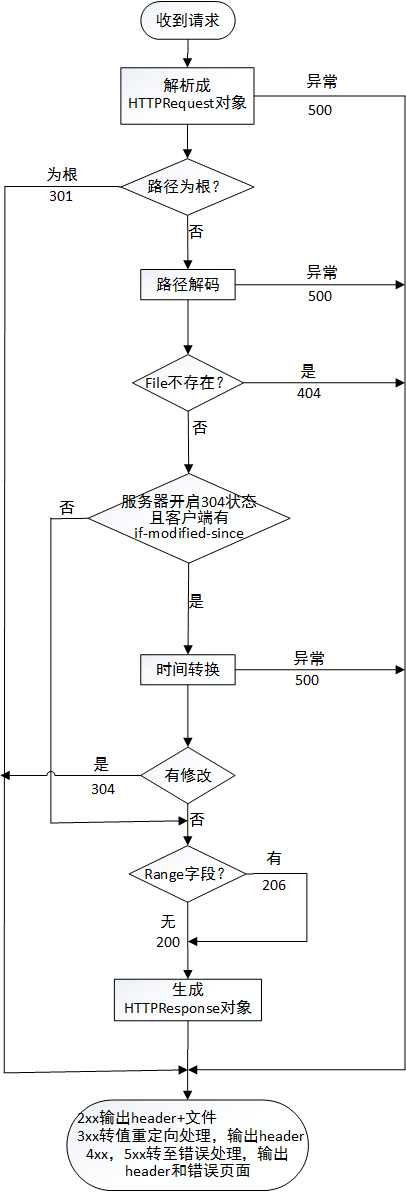 收到请求
解析成
HTTPRequest对象
异常
500
为根
301
路径为根？
否
路径解码
异常
500
File不存在？
是
404
否
服务器开启304状态
且客户端有
if-modified-since
否
是
时间转换
异常
500
有修改
是
304
否
Range字段？
有
206
无
200
生成
HTTPResponse对象
2xx输出header+文件
3xx转值重定向处理，输出header
4xx，5xx转至错误处理，输出
header和错误页面